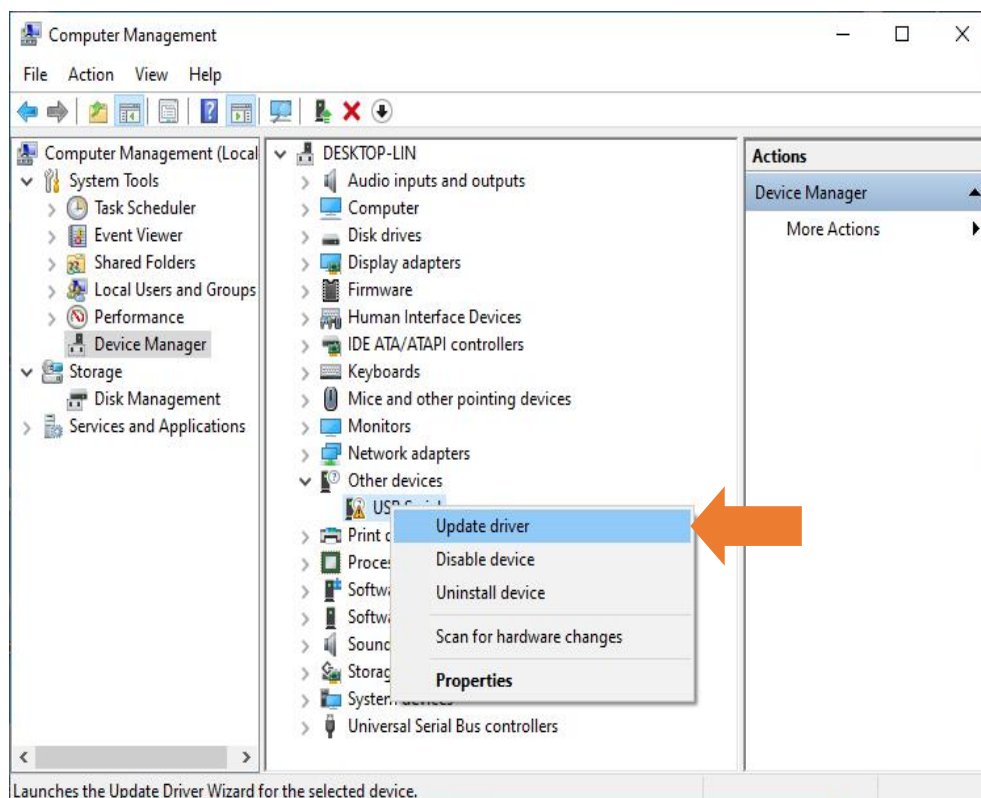 Computer Management
File Action View Help
Computer Management (Local
System Tools
Task Scheduler
Event Viewer
Shared Folders
Local Users and Groups
Performance
Device Manager
Storage
Disk Management
Services and Applications
DESKTOP-LIN
Audio inputs and outputs
Computer
Disk drives
Display adapters
Firmware
Human Interface Devices
IDE ATA/ATAPI controllers
Keyboards
Mice and other pointing devices
Monitors
Network adapters
Other devices
Print
Sound
Universal Serial Bus controllers
Update driver
Disable device
Uninstall device
Scan for hardware changes
Properties
Actions
Device Manager
More Actions
Launches the Update Driver Wizard for the selected device.